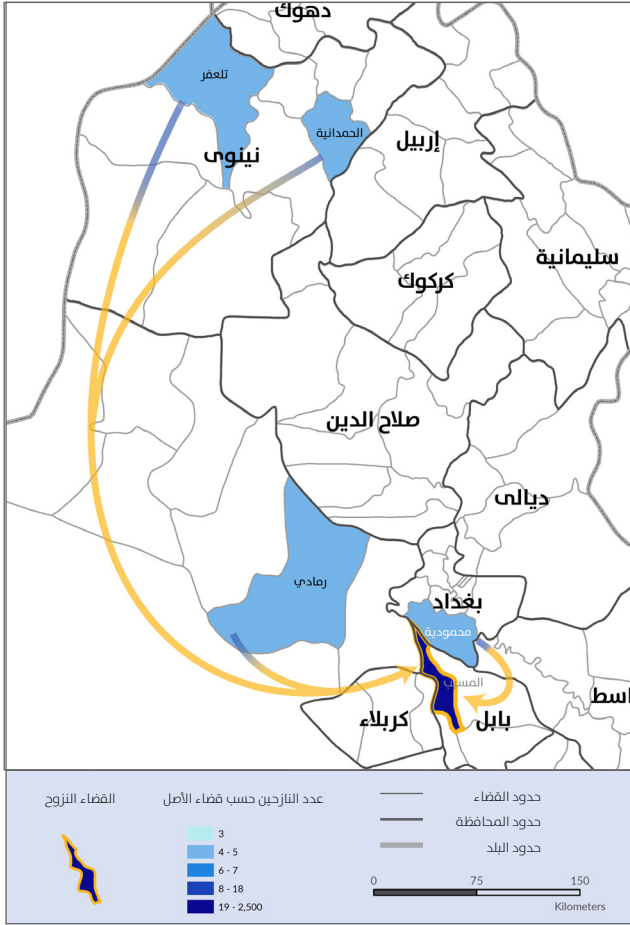 دهوك
تلعفر
الحمدانية
نينوى
إربيل
سليمانية
كركوك
صلاح الدين
ديالى
رمادي
بغداد
محمودية
المسيب
اسط
كربلاء
بابل
القضاء النزوح
عدد النازحين حسب قضاء الأصل
3
4 - 5
6 - 7
8 - 18
19 - 2,500
حدود القضاء
حدود المحافظة
حدود البلد
0 75 150
Kilometers